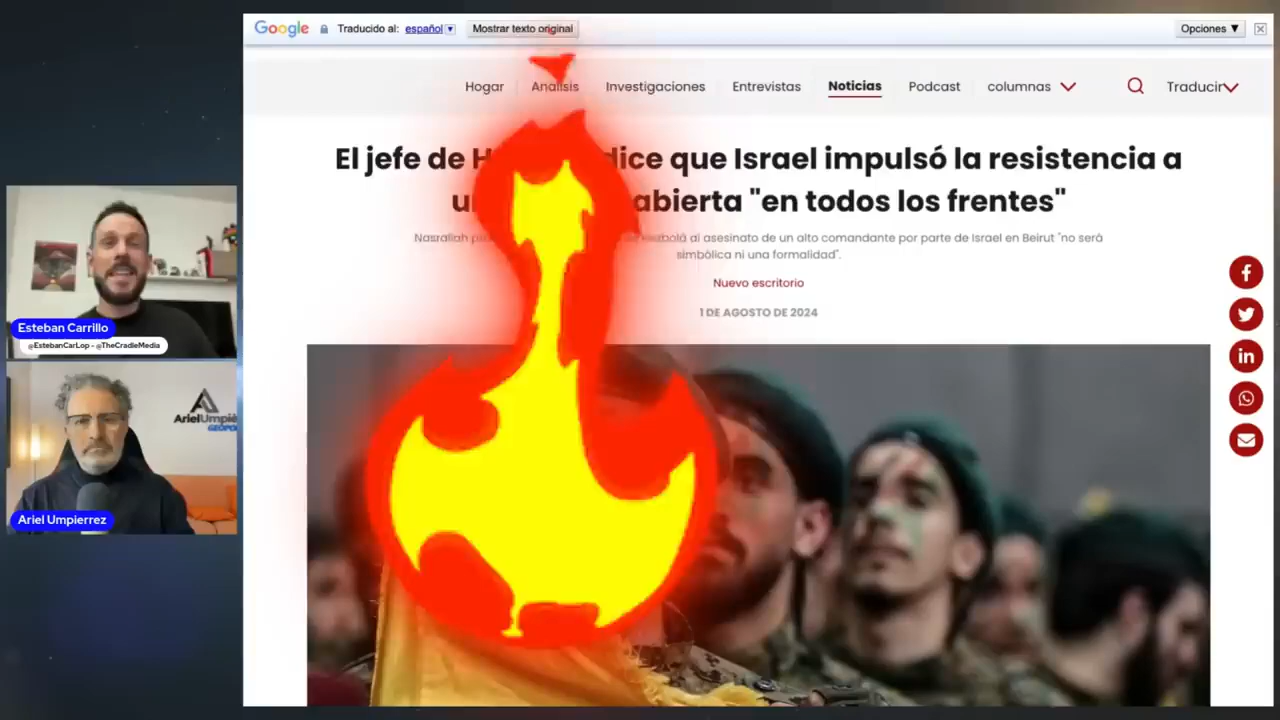 Google
Traducido al: español
Mostrar texto original
Opciones ▼
Hogar
Análisis
Investigaciones
Entrevistas
Noticias
Podcast
columnas
Traducir
El jefe de dice que Israel impulsó la resistencia a
abierta "en todos los frentes"
Nasrallah al asesinato de un alto comandante por parte de Israel en Beirut "no será
simbólica ni una formalidad".
Nuevo escritorio
1 DE AGOSTO DE 2024
Esteban Carrillo
@EstebanCarLop - @TheCradleMedia
ArielUmpiè
GEOPOL
Ariel Umpierrez